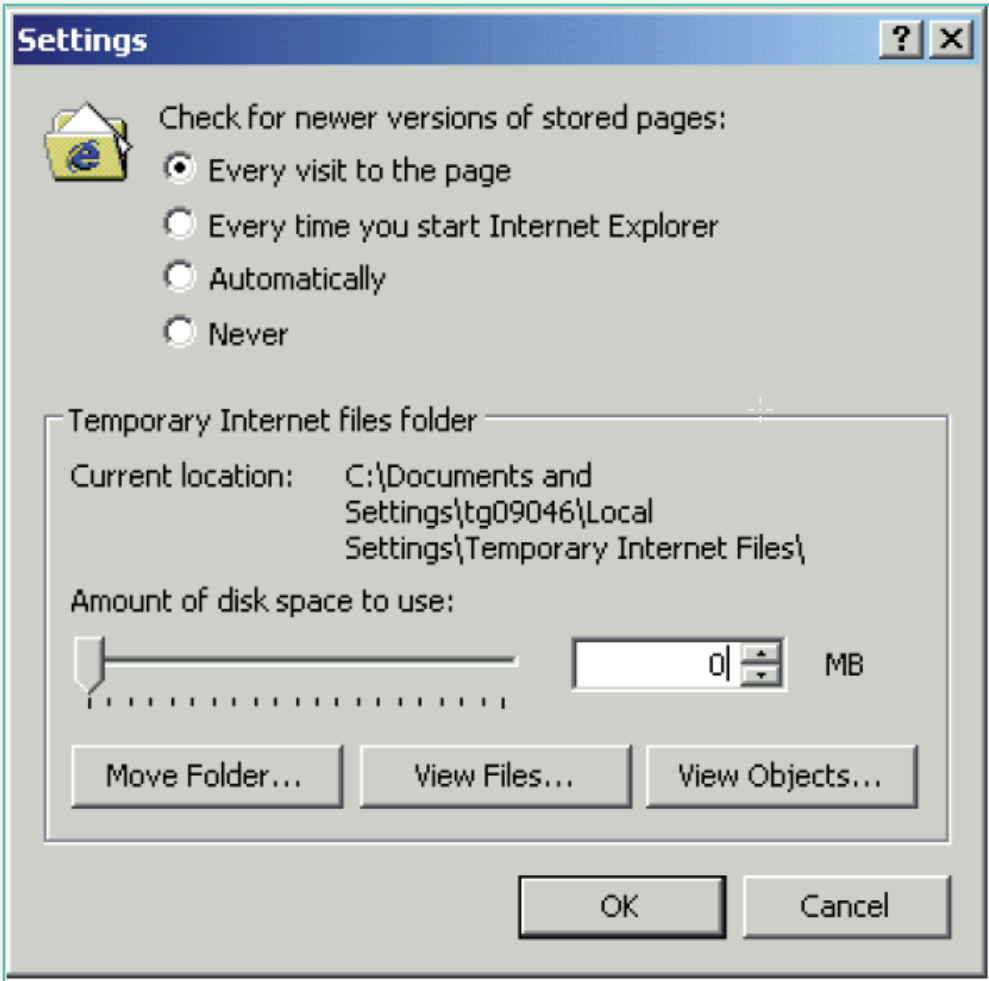 Settings
Check for newer versions of stored pages:
Every visit to the page
Every time you start Internet Explorer
Automatically
Never
Temporary Internet files folder
Current location: C:\Documents and
Settings\tg09046\Local
Settings\Temporary Internet Files\
Amount of disk space to use:
0 MB
Move Folder... View Files... View Objects...
OK Cancel